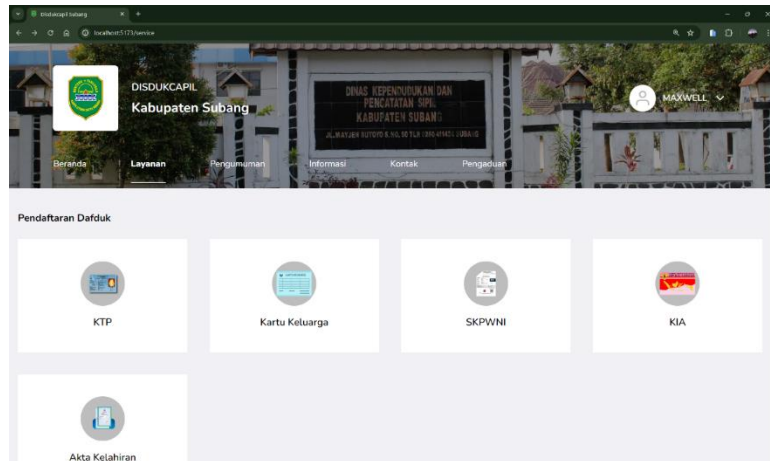 Disdukcapil Subang
localhost:5173/service
DISDUKCAPIL
Kabupaten Subang
DINAS KEPENDUDUKAN DAN
PENCATATAN SIPIL
KABUPATEN SUBANG
MAXWELL
Beranda Layanan Pengumuman Informasi Kontak Pengaduan
Pendaftaran Dafduk
KTP Kartu Keluarga SKPWNI KIA
Akta Kelahiran